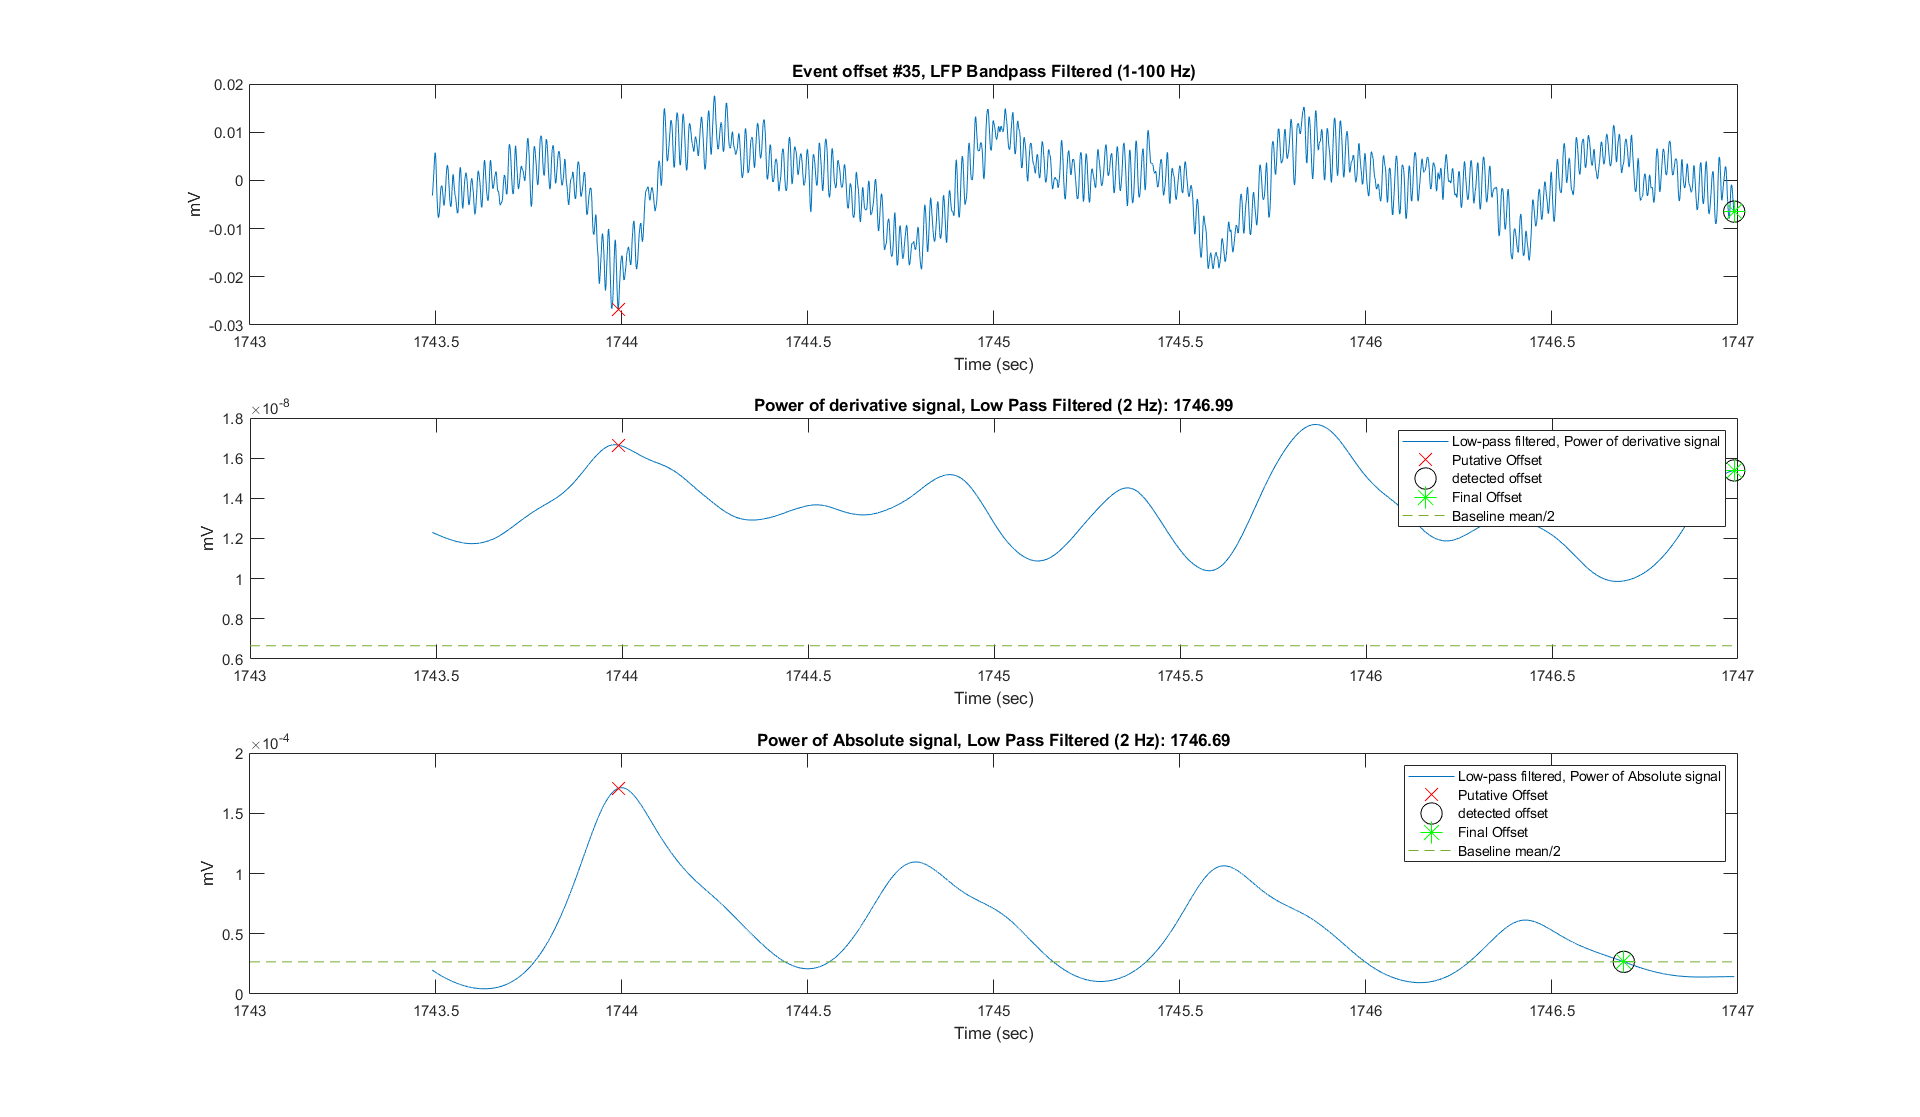 Event offset #35, LFP Bandpass Filtered (1-100 Hz)
0.02
0.01
0
-0.01
-0.02
-0.03
mV
1743 1743.5 1744 1744.5 1745 1745.5 1746 1746.5 1747
Time (sec)
×10-8
Power of derivative signal, Low Pass Filtered (2 Hz): 1746.99
1.8
1.6
1.4
1.2
1
0.8
0.6
mV
Low-pass filtered, Power of derivative signal
Putative Offset
detected offset
Final Offset
Baseline mean/2
1743 1743.5 1744 1744.5 1745 1745.5 1746 1746.5 1747
Time (sec)
×10-4
Power of Absolute signal, Low Pass Filtered (2 Hz): 1746.69
2
1.5
1
0.5
0
mV
Low-pass filtered, Power of Absolute signal
Putative Offset
detected offset
Final Offset
Baseline mean/2
1743 1743.5 1744 1744.5 1745 1745.5 1746 1746.5 1747
Time (sec)